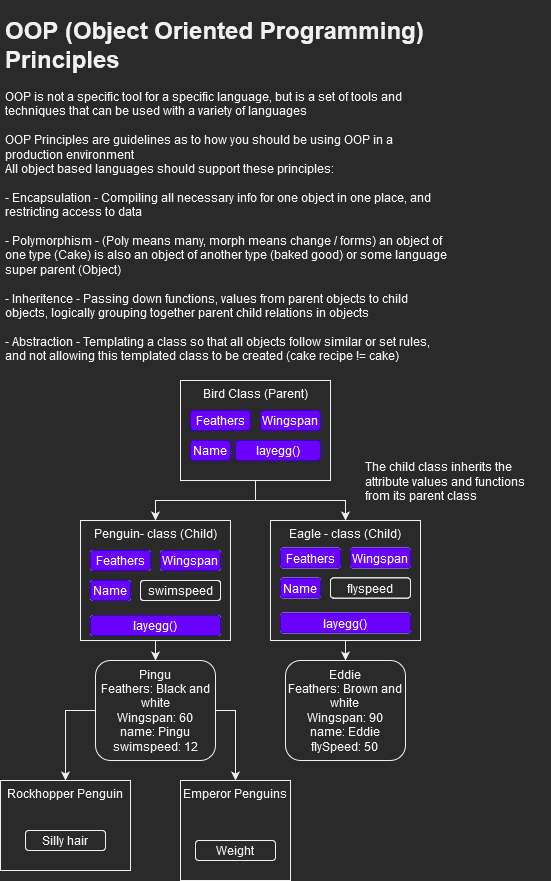 OOP (Object Oriented Programming)
Principles
OOP is not a specific tool for a specific language, but is a set of tools and
techniques that can be used with a variety of languages
OOP Principles are guidelines as to how you should be using OOP in a
production environment
All object based languages should support these principles:
- Encapsulation - Compiling all necessary info for one object in one place, and
restricting access to data
- Polymorphism - (Poly means many, morph means change / forms) an object of
one type (Cake) is also an object of another type (baked good) or some language
super parent (Object)
- Inheritence - Passing down functions, values from parent objects to child
objects, logically grouping together parent child relations in objects
- Abstraction - Templating a class so that all objects follow similar or set rules,
and not allowing this templated class to be created (cake recipe != cake)
Bird Class (Parent)
Feathers Wingspan
Name layegg()
The child class inherits the
attribute values and functions
from its parent class
Penguin- class (Child)
Feathers Wingspan
Name swimspeed
layegg()
Eagle - class (Child)
Feathers Wingspan
Name flyspeed
layegg()
Pingu
Feathers: Black and
white
Wingspan: 60
name: Pingu
swimspeed: 12
Eddie
Feathers: Brown and
white
Wingspan: 90
name: Eddie
flySpeed: 50
Rockhopper Penguin
Silly hair
Emperor Penguins
Weight